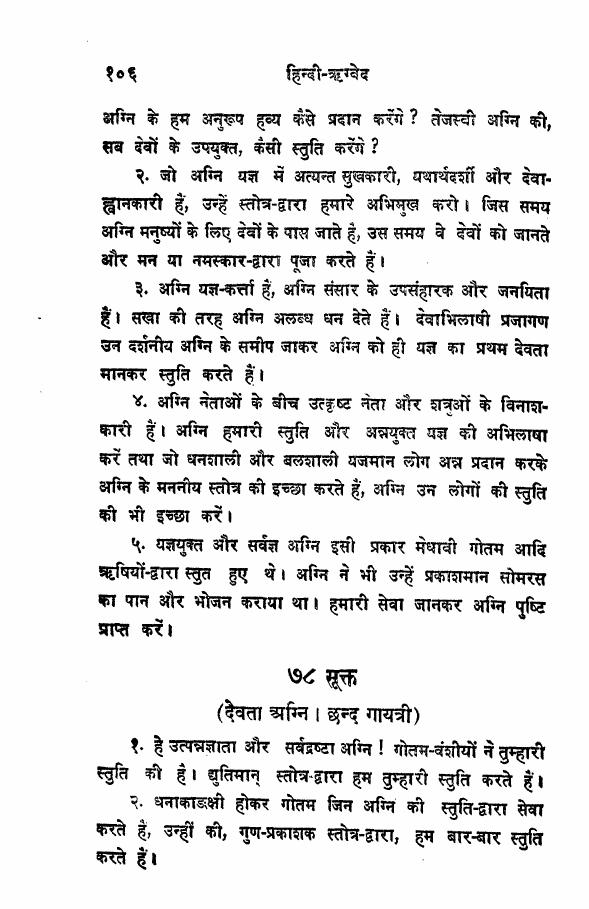 १०६ हिन्दी-ऋग्वेद
अग्नि के हम अनुरूप हव्य कैसे प्रदान करेंगे ? तेजस्वी अग्नि की,
सब देवों के उपयुक्त, कैसी स्तुति करेंगे ?
२. जो अग्नि यज्ञ में अत्यन्त सुखकारी, यथार्थदर्शी और देवा-
ह्वानकारी हैं, उन्हें स्तोत्र-द्वारा हमारे अभिमुख करो। जिस समय
अग्नि मनुष्यों के लिए देवों के पास जाते हैं, उस समय वे देवों को जानते
और मन या नमस्कार-द्वारा पूजा करते हैं।
३. अग्नि यज्ञ-कर्त्ता हैं, अग्नि संसार के उपसंहारक और जनयिता
हैं। सखा की तरह अग्नि अलब्ध धन देते हैं। देवाभिलाषी प्रजागण
उन दर्शनीय अग्नि के समीप जाकर अग्नि को ही यज्ञ का प्रथम देवता
मानकर स्तुति करते हैं।
४. अग्नि नेताओं के बीच उत्कृष्ट नेता और शत्रुओं के विनाश-
कारी हैं। अग्नि हमारी स्तुति और अन्नयुक्त यज्ञ की अभिलाषा
करें तथा जो धनशाली और बलशाली यजमान लोग अन्न प्रदान करके
अग्नि के मननीय स्तोत्र की इच्छा करते हैं, अग्नि उन लोगों की स्तुति
की भी इच्छा करें।
५. यज्ञयुक्त और सर्वज्ञ अग्नि इसी प्रकार मेधावी गोतम आदि
ऋषियों-द्वारा स्तुत हुए थे। अग्नि ने भी उन्हें प्रकाशमान सोमरस
का पान और भोजन कराया था। हमारी सेवा जानकर अग्नि पुष्टि
प्राप्त करें।
७८ सूक्त
(देवता अग्नि। छन्द गायत्री)
१. हे उत्पन्नज्ञाता और सर्वद्रष्टा अग्नि ! गोतम-वंशीयों ने तुम्हारी
स्तुति की है। द्युतिमान् स्तोत्र-द्वारा हम तुम्हारी स्तुति करते हैं।
२. धनाकाङक्षी होकर गोतम जिन अग्नि की स्तुति-द्वारा सेवा
करते हैं, उन्हीं की, गुण-प्रकाशक स्तोत्र-द्वारा, हम बार-बार स्तुति
करते हैं।